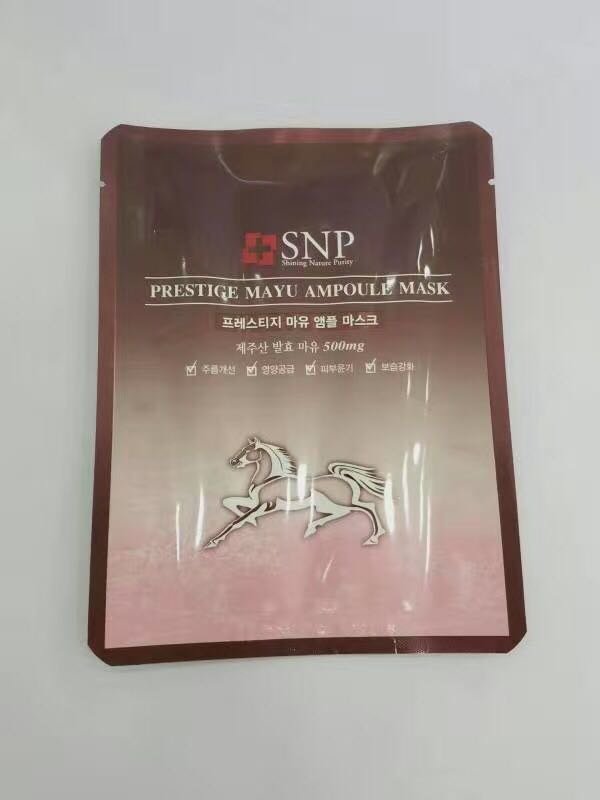 SNP
Shining Nature Purity
PRESTIGE MAYU AMPOULE MASK
프레스티지 마유 앰플 마스크
제주산 발효 마유 500mg
주름개선 영양공급 피부윤기 보습강화